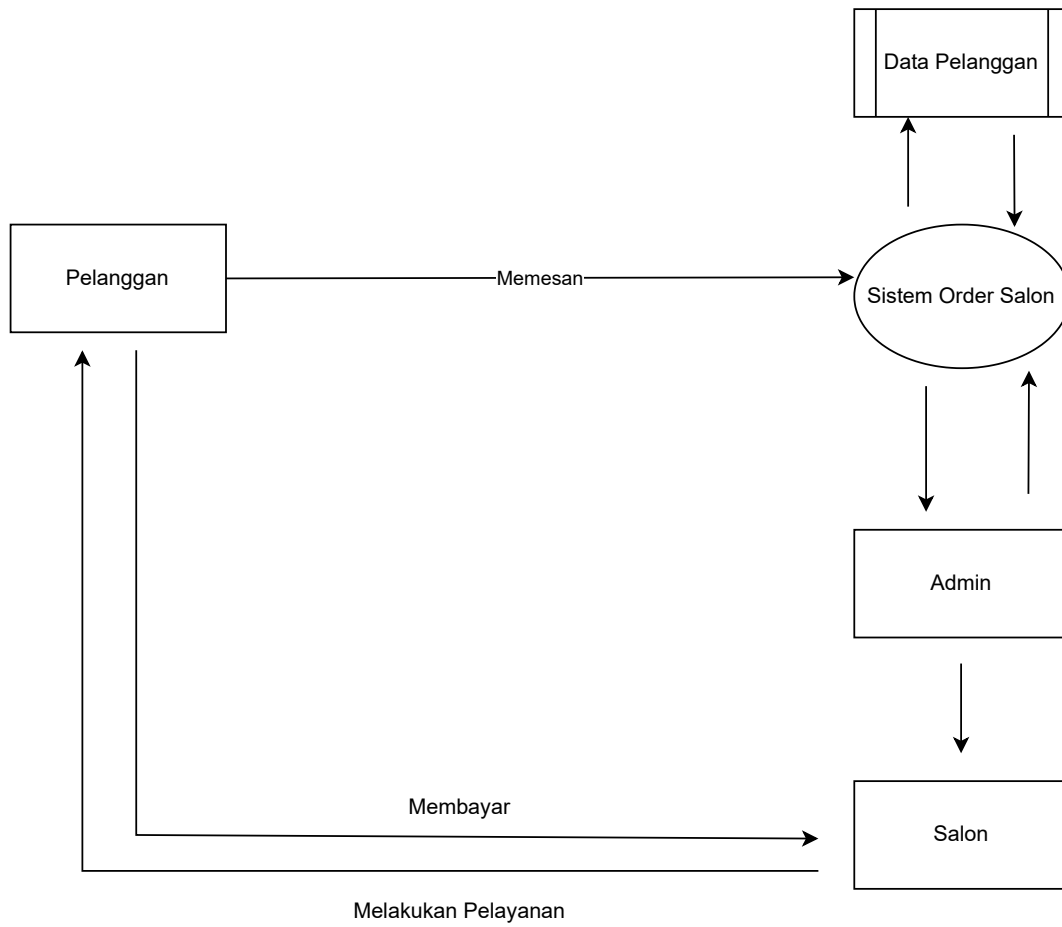 Data Pelanggan
Pelanggan
Memesan
Sistem Order Salon
Admin
Membayar
Salon
Melakukan Pelayanan